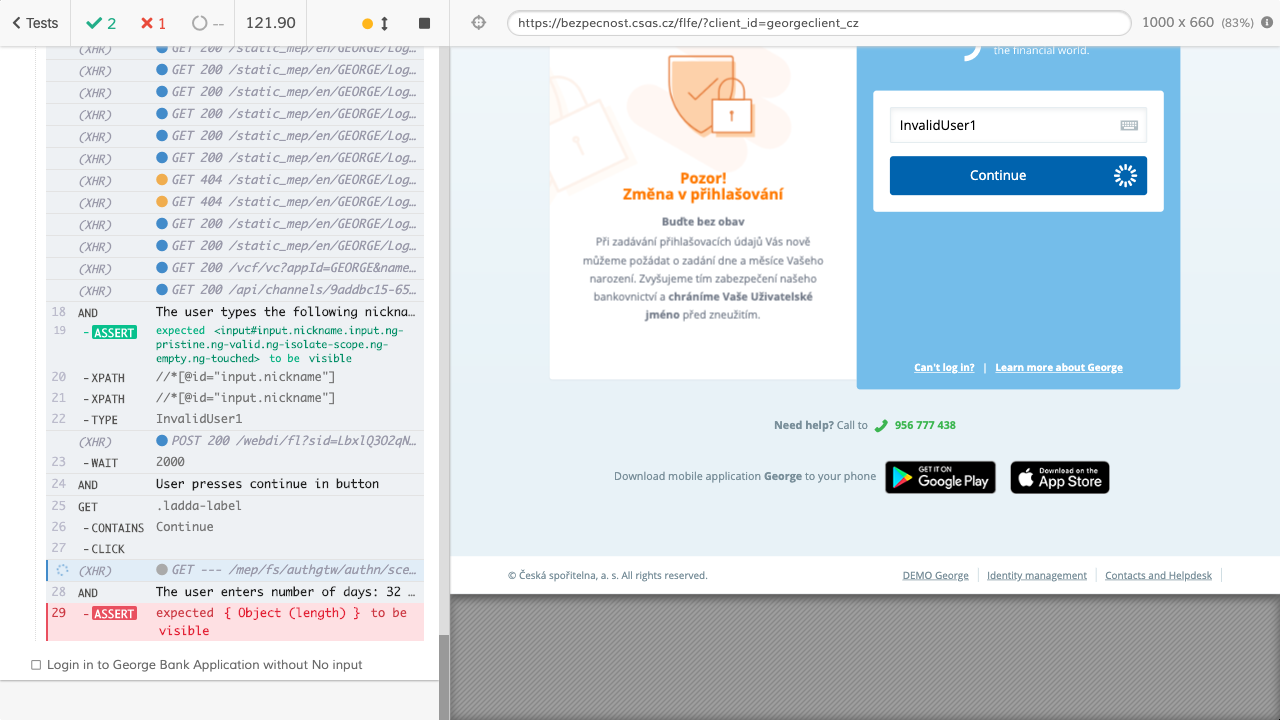 Tests
2
1
--
121.90
https://bezpecnost.csas.cz/flfe/?client_id=georgeclient_cz
1000 x 660 (83%)
(XHR) GET 200 /static_mep/en/GEORGE/Log…
(XHR) GET 200 /static_mep/en/GEORGE/Log…
(XHR) GET 200 /static_mep/en/GEORGE/Log…
(XHR) GET 200 /static_mep/en/GEORGE/Log…
(XHR) GET 200 /static_mep/en/GEORGE/Log…
(XHR) GET 200 /static_mep/en/GEORGE/Log…
(XHR) GET 404 /static_mep/en/GEORGE/Log…
(XHR) GET 404 /static_mep/en/GEORGE/Log…
(XHR) GET 200 /static_mep/en/GEORGE/Log…
(XHR) GET 200 /static_mep/en/GEORGE/Log…
(XHR) GET 200 /vcf/vc?appId=GEORGE&name…
(XHR) GET 200 /api/channels/9addbc15-65…
18 AND The user types the following nickna…
19 -ASSERT expected <input#input.nickname.input.ng-
pristine.ng-valid.ng-isolate-scope.ng-
empty.ng-touched> to be visible
20 -XPATH //*[@id="input.nickname"]
21 -XPATH //*[@id="input.nickname"]
22 -TYPE InvalidUser1
(XHR) POST 200 /webdi/fl?sid=LbxlQ3O2qN…
23 -WAIT 2000
24 AND User presses continue in button
25 GET .ladda-label
26 -CONTAINS Continue
27 -CLICK
(XHR) GET --- /mep/fs/authgtw/authn/sce…
28 AND The user enters number of days: 32 …
29 -ASSERT expected { Object (length) } to be
visible
Login in to George Bank Application without No input
Pozor!
Změna v přihlašování
Buďte bez obav
Při zadávání přihlašovacích údajů Vás nově
můžeme požádat o zadání dne a měsíce Vašeho
narození. Zvyšujeme tím zabezpečení našeho
bankovnictví a chráníme Vaše Uživatelské
jméno před zneužitím.
the financial world.
InvalidUser1
Continue
Can't log in? | Learn more about George
Need help? Call to 956 777 438
Download mobile application George to your phone
GET IT ON
Google Play
Download on the
App Store
© Česká spořitelna, a. s. All rights reserved.
DEMO George
Identity management
Contacts and Helpdesk